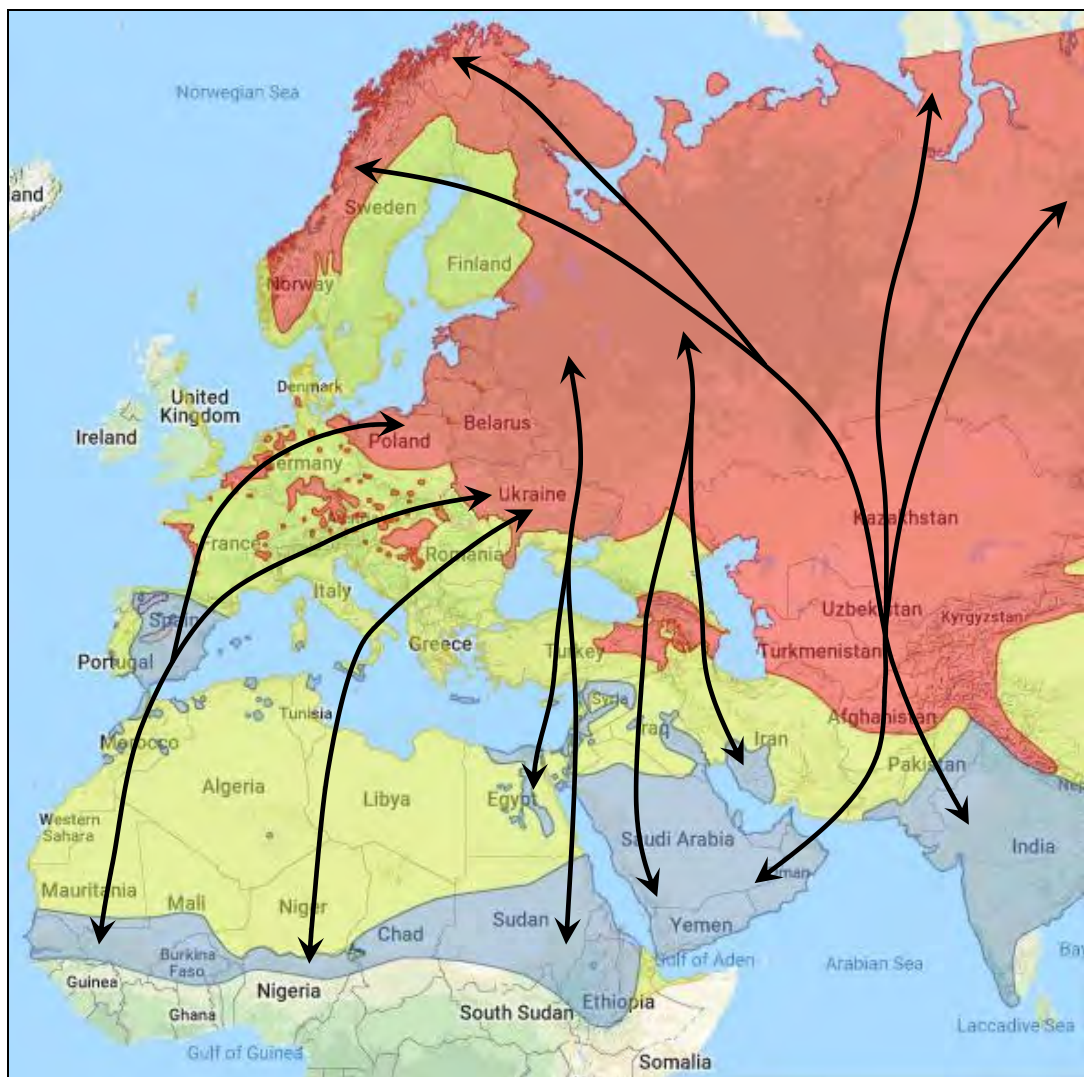 Norwegian Sea
and
Sweden
Finland
Norway
Denmark
United
Kingdom
Ireland
Belarus
Poland
Germany
Ukraine
Kazakhstan
France
Romania
Italy
Uzbekistan
Kyrgyzstan
Spain
Greece
Turkey
Turkmenistan
Portugal
Syria
Tunisia
Afghanistan
Iraq
Iran
Morocco
Pakistan
Nep
Algeria
Libya
Egypt
Western
Sahara
Saudi Arabia
India
Oman
Mauritania
Mali
Niger
Sudan
Chad
Yemen
Burkina
Faso
Gulf of Aden
Arabian Sea
Bay
Guinea
Nigeria
Ethiopia
Ghana
South Sudan
Laccadive Sea
Gulf of Guinea
Somalia